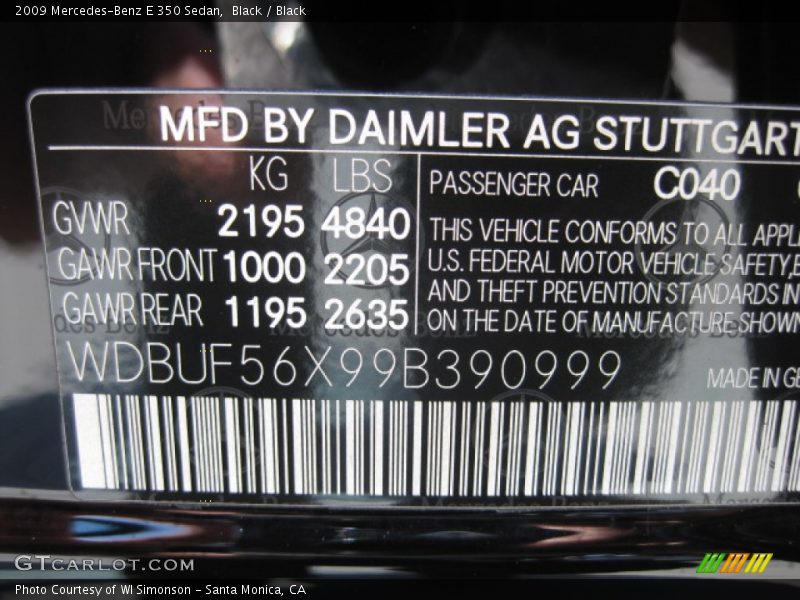 2009 Mercedes-Benz E 350 Sedan,  Black / Black
MFD BY DAIMLER AG STUTTGART
KG LBS PASSENGER CAR C040
GVWR 2195 4840
GAWR FRONT 1000 2205
GAWR REAR 1195 2635
THIS VEHICLE CONFORMS TO ALL APPL
U.S. FEDERAL MOTOR VEHICLE SAFETY,
AND THEFT PREVENTION STANDARDS IN
ON THE DATE OF MANUFACTURE SHOWN
WDBUF56X99B390999 MADE IN GE
GTCARLOT.COM
Photo Courtesy of WI Simonson - Santa Monica, CA